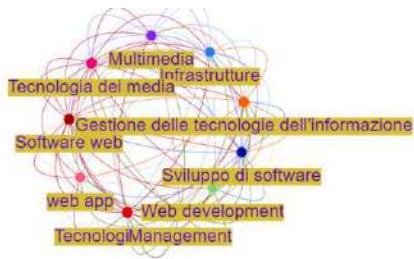 Multimedia
Infrastrutture
Tecnologia dei media
Gestione delle tecnologie dell'informazione
Software web
Sviluppo di software
web app
Web development
TecnologiManagement